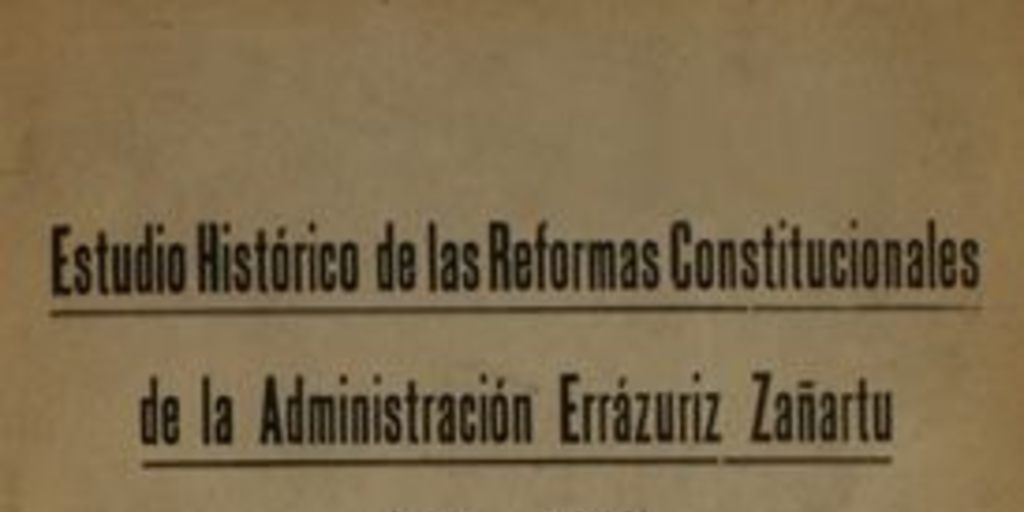 Estudio Histórico de las Reformas Constitucionales
de la Administración Errázuriz Zañartu